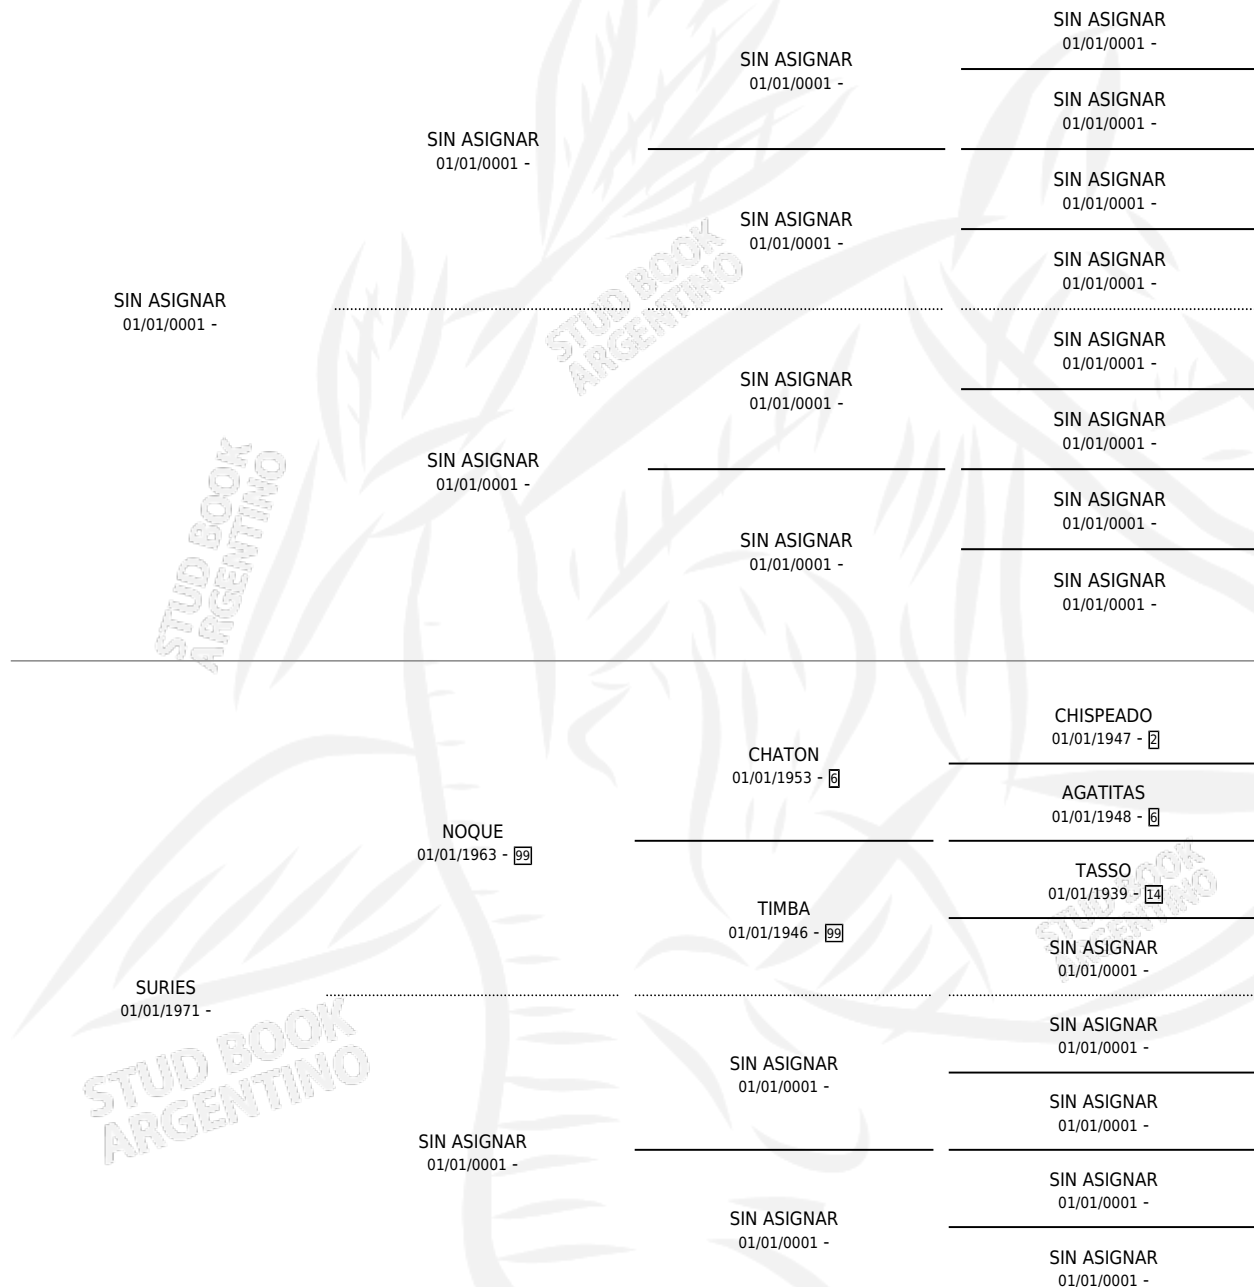 SIN ASIGNAR
01/01/0001 -
SIN ASIGNAR
01/01/0001 -
SIN ASIGNAR
01/01/0001 -
SIN ASIGNAR
01/01/0001 -
SIN ASIGNAR
01/01/0001 -
SIN ASIGNAR
01/01/0001 -
SIN ASIGNAR
01/01/0001 -
SIN ASIGNAR
01/01/0001 -
SIN ASIGNAR
01/01/0001 -
SIN ASIGNAR
01/01/0001 -
SIN ASIGNAR
01/01/0001 -
SIN ASIGNAR
01/01/0001 -
SIN ASIGNAR
01/01/0001 -
SIN ASIGNAR
01/01/0001 -
SIN ASIGNAR
01/01/0001 -
STUD BOOK
ARGENTINO
STUD BOOK
ARGENTINO
CHISPEADO
01/01/1947 - 2
CHATON
01/01/1953 - 6
AGATITAS
01/01/1948 - 6
NOQUE
01/01/1963 - 99
TASSO
01/01/1939 - 14
TIMBA
01/01/1946 - 99
SIN ASIGNAR
01/01/0001 -
SURIES
01/01/1971 -
SIN ASIGNAR
01/01/0001 -
SIN ASIGNAR
01/01/0001 -
SIN ASIGNAR
01/01/0001 -
SIN ASIGNAR
01/01/0001 -
SIN ASIGNAR
01/01/0001 -
SIN ASIGNAR
01/01/0001 -
SIN ASIGNAR
01/01/0001 -
STUD BOOK
ARGENTINO
STUD BOOK
ARGENTINO